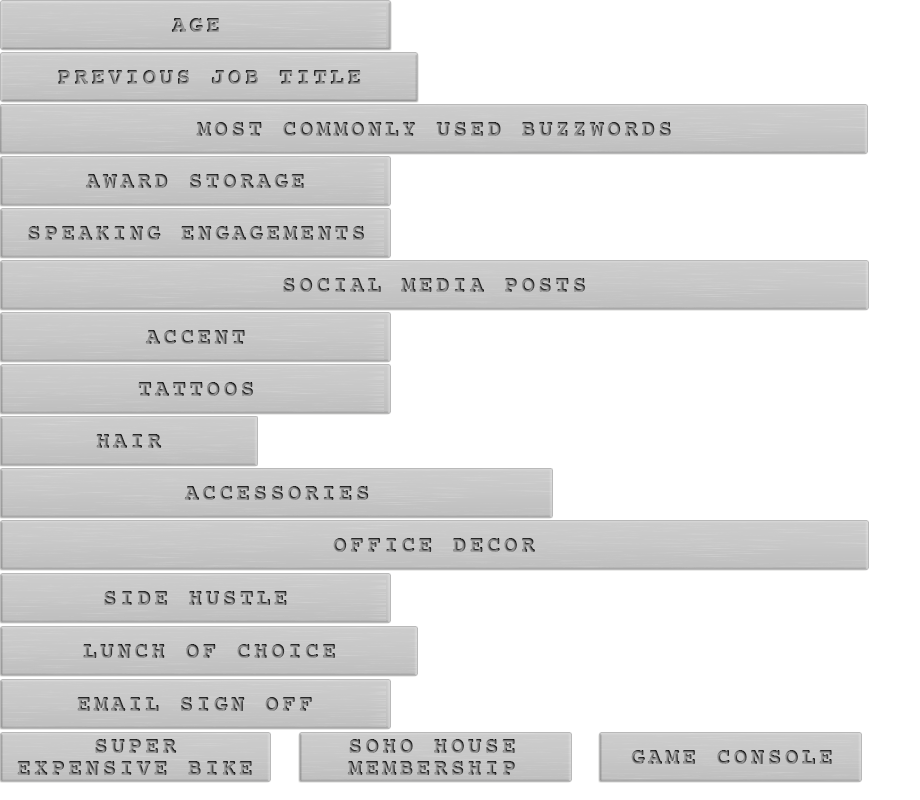 AGE
PREVIOUS JOB TITLE
MOST COMMONLY USED BUZZWORDS
AWARD STORAGE
SPEAKING ENGAGEMENTS
SOCIAL MEDIA POSTS
ACCENT
TATTOOS
HAIR
ACCESSORIES
OFFICE DECOR
SIDE HUSTLE
LUNCH OF CHOICE
EMAIL SIGN OFF
SUPER
EXPENSIVE BIKE
SOHO HOUSE
MEMBERSHIP
GAME CONSOLE